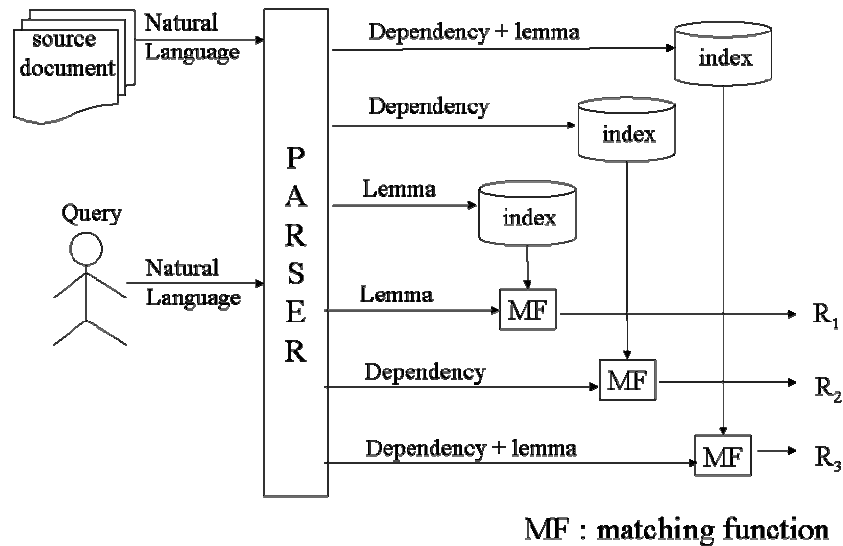 source
document
Natural
Language
Dependency + lemma
index
Dependency
index
Lemma
index
PARSER
Query
Natural
Language
Lemma
MF
R1
Dependency
MF
R2
Dependency + lemma
MF
R3
MF : matching function